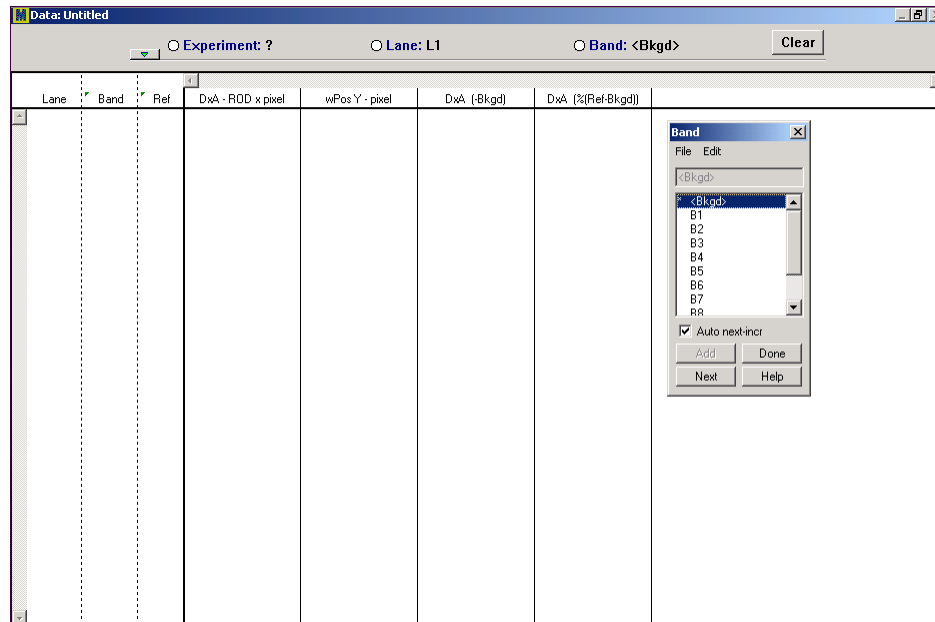 Data: Untitled
Experiment: ? Lane: L1 Band: <Bkgd> Clear
Lane Band Ref DxA - ROD x pixel wPos Y - pixel DxA (-Bkgd) DxA (%(Ref-Bkgd))
Band
File Edit
<Bkgd>
* <Bkgd>
B1
B2
B3
B4
B5
B6
B7
B8
Auto next-incr
Add Done
Next Help